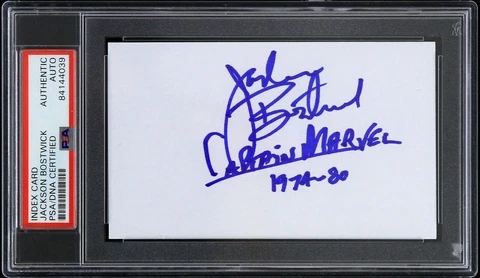 INDEX CARD
JACKSON BOSTWICK
PSA/DNA CERTIFIED
AUTHENTIC
AUTO
84144039
PSA
Jackson
Bostwick
CAPTAIN MARVEL
1974-80